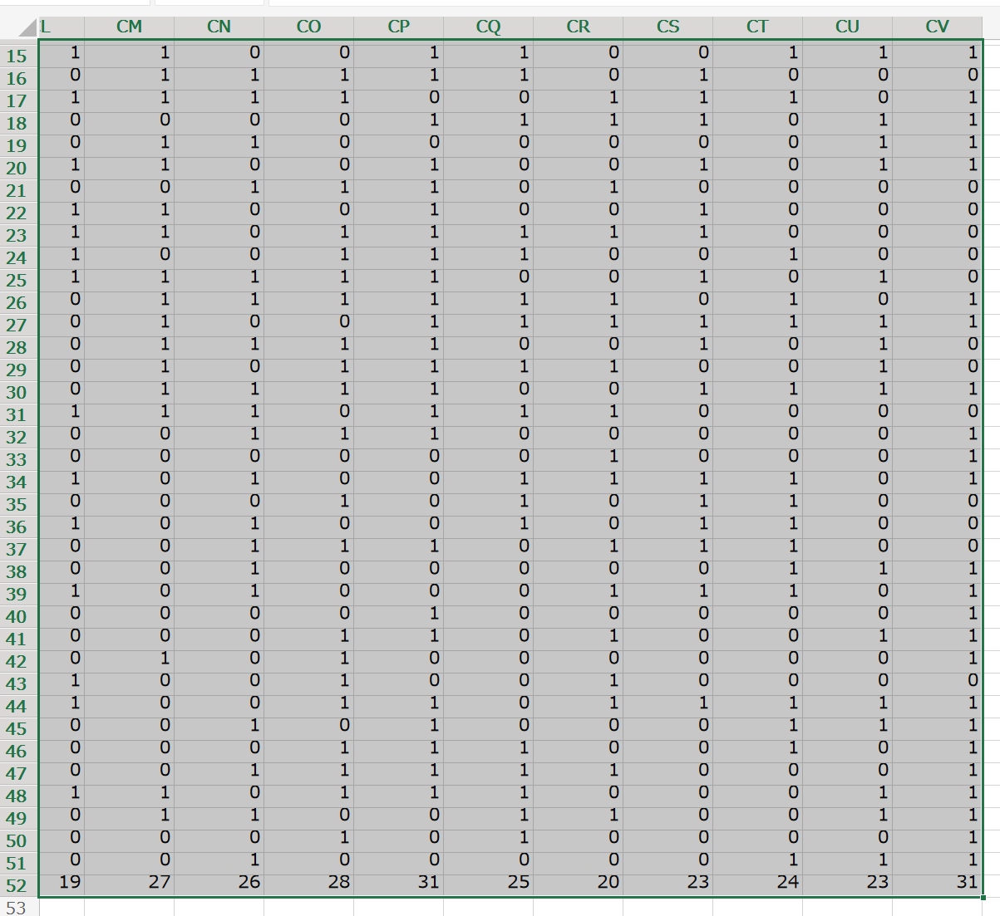 L CM CN CO CP CQ CR CS CT CU CV
15 1 1 0 0 1 1 0 0 1 1 1
16 0 1 1 1 1 1 0 1 0 0 0
17 1 1 1 1 0 0 1 1 1 0 1
18 0 0 0 0 1 1 1 1 0 1 1
19 0 1 1 0 0 0 0 0 0 1 1
20 1 1 0 0 1 0 0 1 0 1 1
21 0 0 1 1 1 0 1 0 0 0 0
22 1 1 0 0 1 0 0 1 0 0 0
23 1 1 0 1 1 1 1 1 0 0 0
24 1 0 0 1 1 1 0 0 1 0 0
25 1 1 1 1 1 0 0 1 0 1 0
26 0 1 1 1 1 1 1 0 1 0 1
27 0 1 0 0 1 1 1 1 1 1 1
28 0 1 1 1 1 0 0 1 0 1 0
29 0 1 0 1 1 1 1 0 0 1 0
30 0 1 1 1 1 0 0 1 1 1 1
31 1 1 1 0 1 1 1 0 0 0 0
32 0 0 1 1 1 0 0 0 0 0 1
33 0 0 0 0 0 0 1 0 0 0 1
34 1 0 1 0 0 1 1 1 1 0 1
35 0 0 0 1 0 1 0 1 1 0 0
36 1 0 1 0 0 1 0 1 1 0 0
37 0 0 1 1 1 0 1 1 1 0 0
38 0 0 1 0 0 0 0 0 1 1 1
39 1 0 1 0 0 0 1 1 1 0 1
40 0 0 0 0 1 0 0 0 0 0 1
41 0 0 0 1 1 0 1 0 0 1 1
42 0 1 0 1 0 0 0 0 0 0 1
43 1 0 0 1 0 0 1 0 0 0 0
44 1 0 0 1 1 0 1 1 1 1 1
45 0 0 1 0 1 0 0 0 1 1 1
46 0 0 0 1 1 1 0 0 1 0 1
47 0 0 1 1 1 1 1 0 0 0 1
48 1 1 0 1 1 1 0 0 0 1 1
49 0 1 1 0 0 1 1 0 0 1 1
50 0 0 0 1 0 1 0 0 0 0 1
51 0 0 1 0 0 0 0 0 1 1 1
52 19 27 26 28 31 25 20 23 24 23 31
53